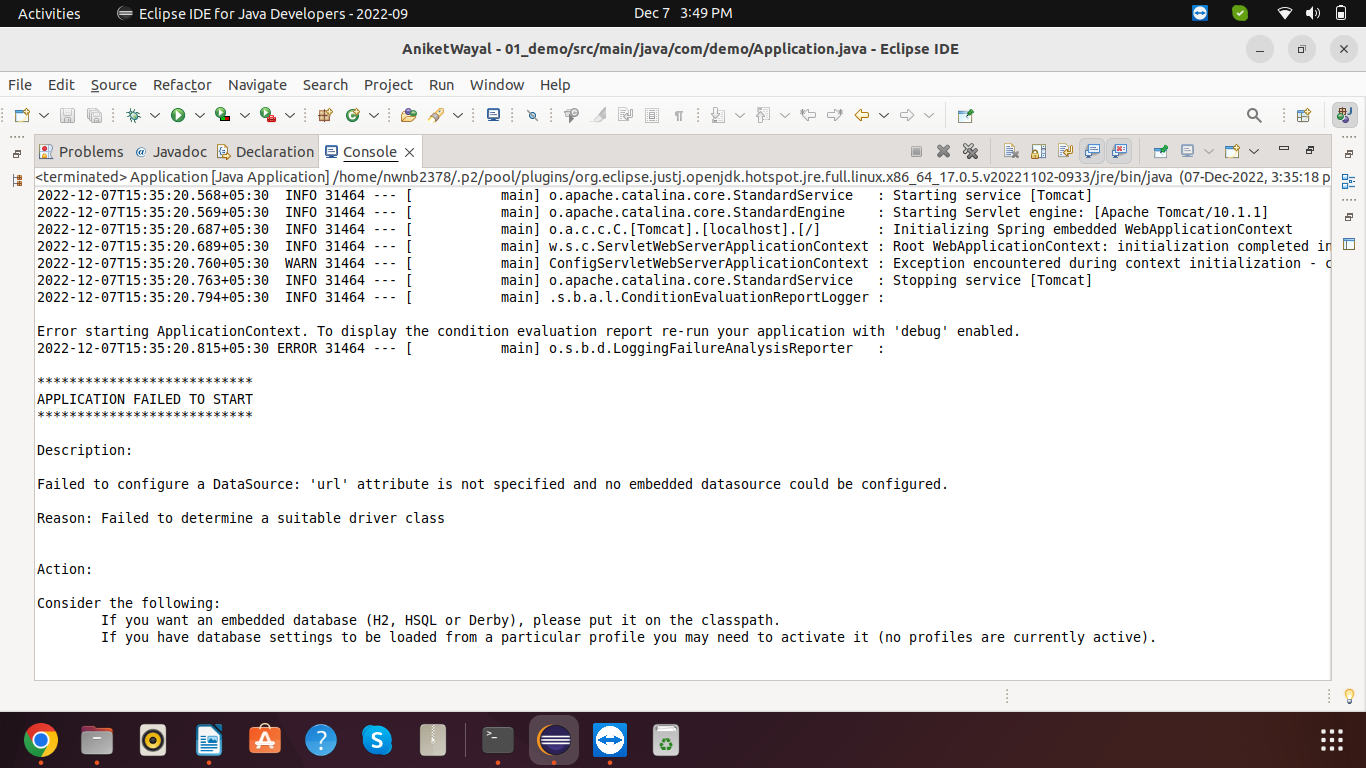 Activities Eclipse IDE for Java Developers - 2022-09 Dec 7 3:49 PM
AniketWayal - 01_demo/src/main/java/com/demo/Application.java - Eclipse IDE
File Edit Source Refactor Navigate Search Project Run Window Help
Problems @ Javadoc Declaration Console
<terminated> Application [Java Application] /home/nwnb2378/.p2/pool/plugins/org.eclipse.justj.openjdk.hotspot.jre.full.linux.x86_64_17.0.5.v20221102-0933/jre/bin/java (07-Dec-2022, 3:35:18 p
2022-12-07T15:35:20.568+05:30  INFO 31464 --- [           main] o.apache.catalina.core.StandardService   : Starting service [Tomcat]
2022-12-07T15:35:20.569+05:30  INFO 31464 --- [           main] o.apache.catalina.core.StandardEngine    : Starting Servlet engine: [Apache Tomcat/10.1.1]
2022-12-07T15:35:20.687+05:30  INFO 31464 --- [           main] o.a.c.c.C.[Tomcat].[localhost].[/]       : Initializing Spring embedded WebApplicationContext
2022-12-07T15:35:20.689+05:30  INFO 31464 --- [           main] w.s.c.ServletWebServerApplicationContext : Root WebApplicationContext: initialization completed in
2022-12-07T15:35:20.760+05:30  WARN 31464 --- [           main] ConfigServletWebServerApplicationContext : Exception encountered during context initialization - c
2022-12-07T15:35:20.763+05:30  INFO 31464 --- [           main] o.apache.catalina.core.StandardService   : Stopping service [Tomcat]
2022-12-07T15:35:20.794+05:30  INFO 31464 --- [           main] .s.b.a.l.ConditionEvaluationReportLogger :
Error starting ApplicationContext. To display the condition evaluation report re-run your application with 'debug' enabled.
2022-12-07T15:35:20.815+05:30 ERROR 31464 --- [           main] o.s.b.d.LoggingFailureAnalysisReporter   :
***************************
APPLICATION FAILED TO START
***************************
Description:
Failed to configure a DataSource: 'url' attribute is not specified and no embedded datasource could be configured.
Reason: Failed to determine a suitable driver class
Action:
Consider the following:
If you want an embedded database (H2, HSQL or Derby), please put it on the classpath.
If you have database settings to be loaded from a particular profile you may need to activate it (no profiles are currently active).